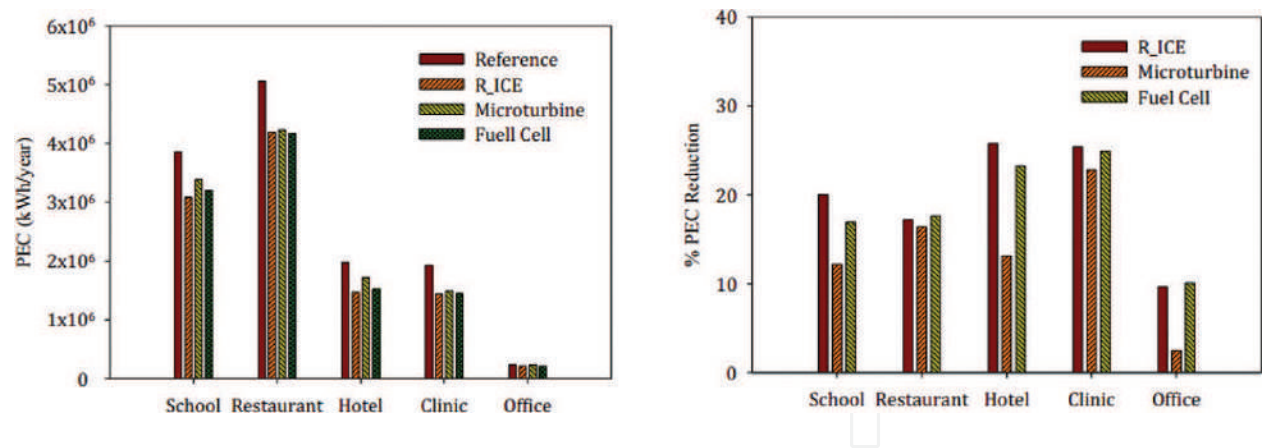 6x10⁶
5x10⁶
4x10⁶
3x10⁶
2x10⁶
1x10⁶
0
PEC (kWh/year)
Reference
R_ICE
Microturbine
Fuell Cell
School Restaurant Hotel Clinic Office
40
30
20
10
0
% PEC Reduction
R_ICE
Microturbine
Fuel Cell
School Restaurant Hotel Clinic Office